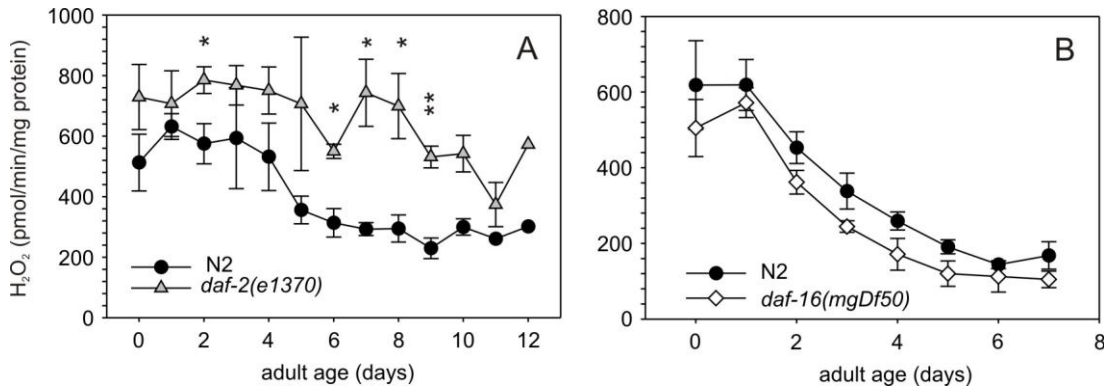 H₂O₂ (pmol/min/mg protein)
1000
800
600
400
200
0
A
*
*
*
*
**
N2
daf-2(e1370)
0 2 4 6 8 10 12
adult age (days)
800
600
400
200
0
B
N2
daf-16(mgDf50)
0 2 4 6 8
adult age (days)